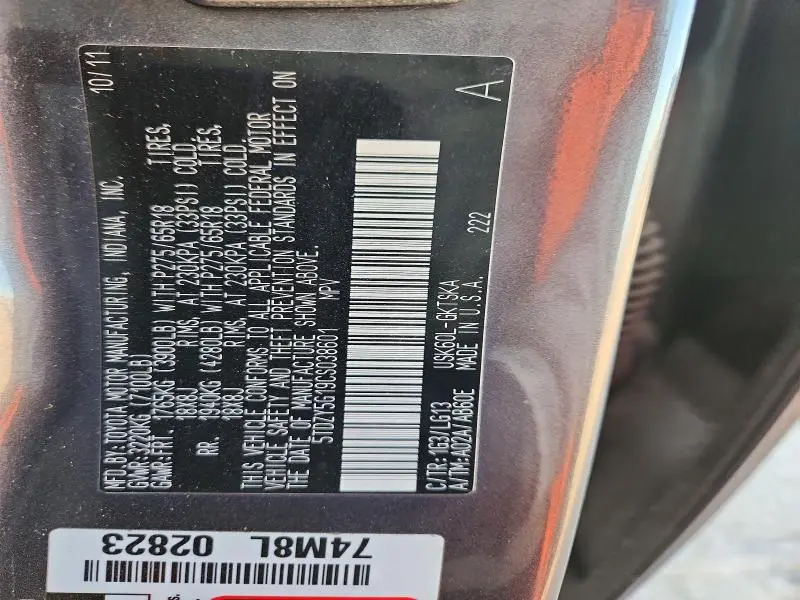 MFD.BY:TOYOTA MOTOR MANUFACTURING, INDIANA, INC. 10/11
GVWR:3220KG(7100LB)
GAWR:FRT. 1765KG (3900LB) WITH P275/65R18 TIRES.
18X8J RIMS. AT 230KPA (33PSI) COLD.
RR. 1940KG (4280LB) WITH P275/65R18 TIRES.
18X8J RIMS. AT 230KPA (33PSI) COLD.
THIS VEHICLE CONFORMS TO ALL APPLICABLE FEDERAL MOTOR
VEHICLE SAFETY AND THEFT PREVENTION STANDARDS IN EFFECT ON
THE DATE OF MANUFACTURE SHOWN ABOVE.
5TDZY5G19CS038601 MPV
C/TR:1G3/LG13 USK60L-GKTSKA
A/TM:A02A/AB60E MADE IN U.S.A. 222 A
74M8L 02823